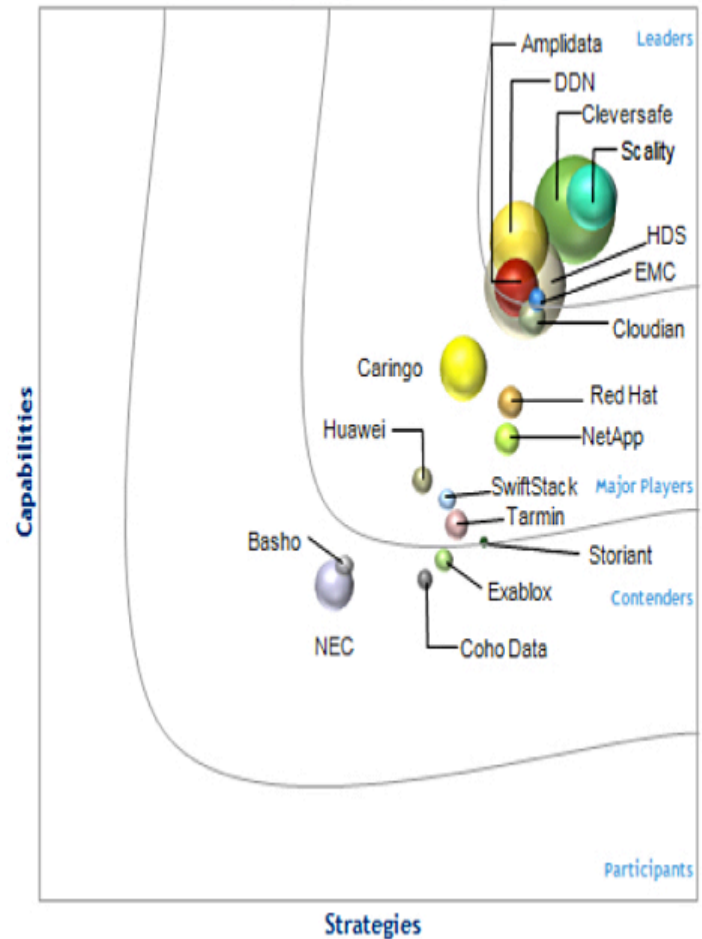 Leaders
Amplidata
DDN
Cleversafe
Scality
HDS
EMC
Cloudian
Caringo
Red Hat
Huawei
NetApp
SwiftStack
Major Players
Tarmin
Basho
Storiant
Exablox
Contenders
NEC
Coho Data
Participants
Capabilities
Strategies